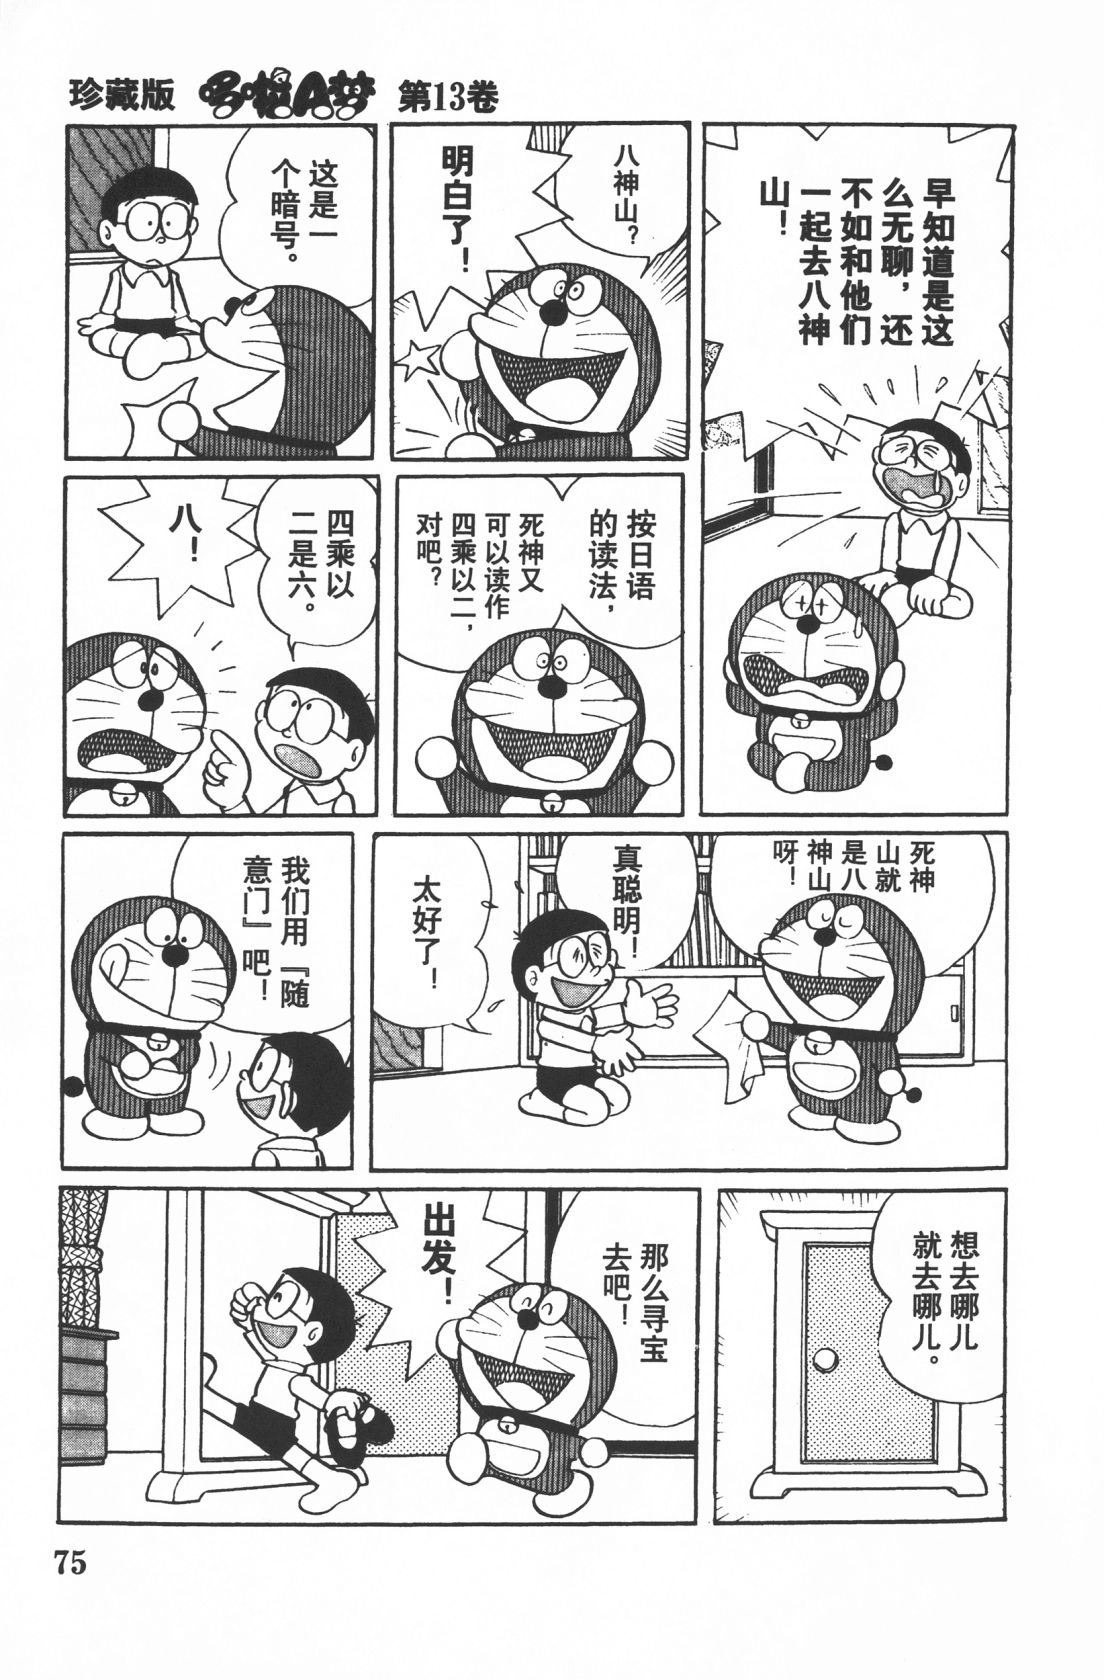 珍藏版 哆啦A梦 第13卷
早知道是这
么无聊，还
不如和他们
一起去八神
山！
八神山？
明白了！
这是一
个暗号。
按日语
的读法，
死神又
可以读作
四乘以二，
对吧？
四乘以
二是六。
八！
死神
山就
是八
神山
呀！
真聪明！
太好了！
我们用『随
意门』吧！
想去哪儿
就去哪儿。
那么寻宝
去吧！
出发！
75